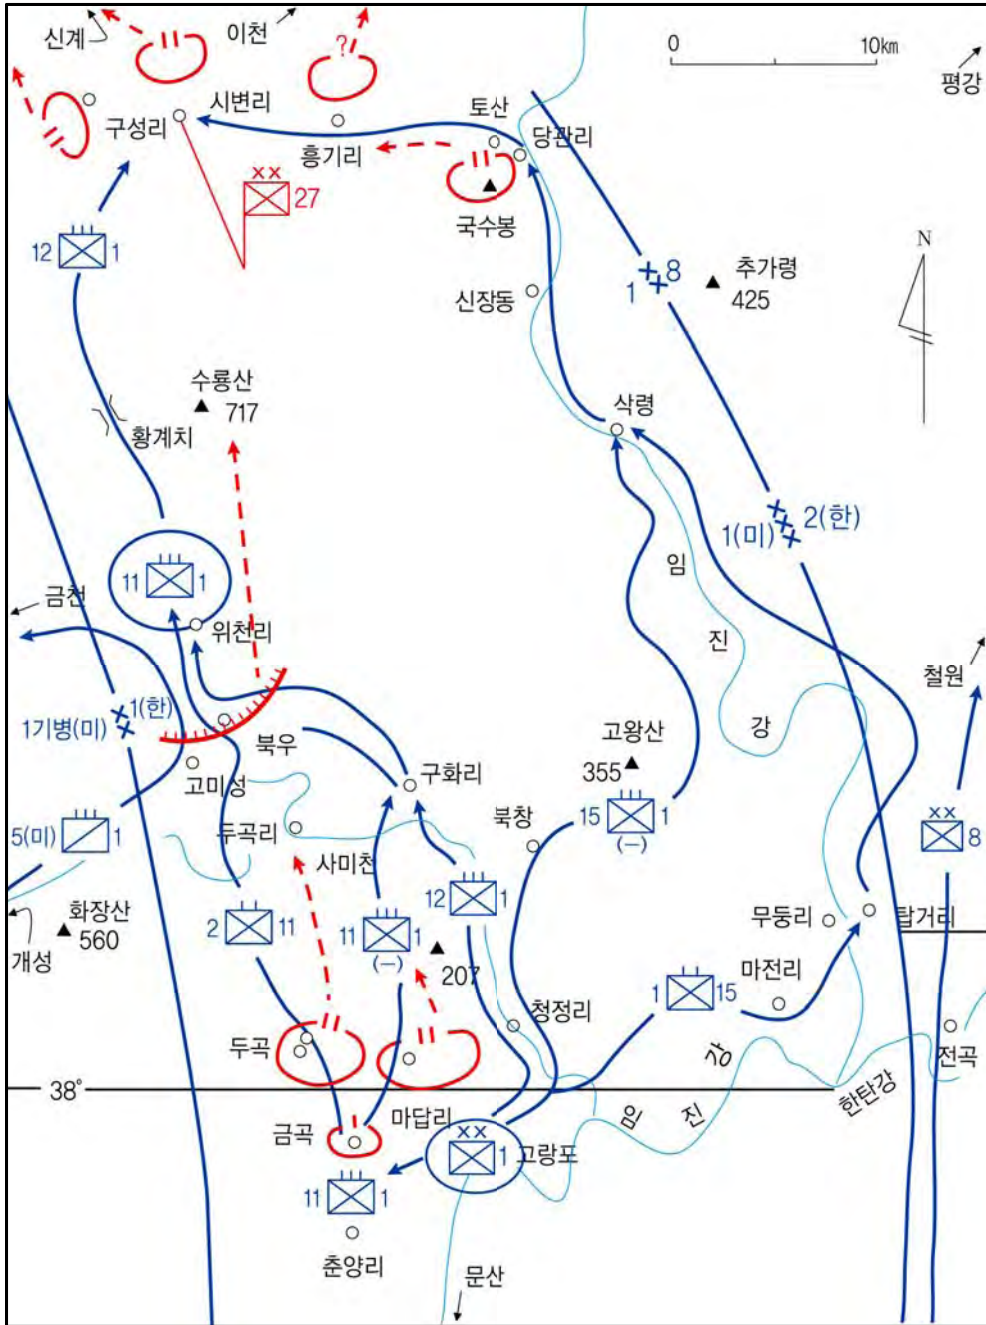 신계
이천
?
0 10㎞
평강
시변리
구성리
토산
당관리
흥기리
XX
27
국수봉
12 1
N
8
1
추가령
425
신장동
수룡산
717
삭령
황계치
2(한)
1(미)
11 1
금천
임
위천리
진
철원
1(한)
1기병(미)
강
북우
고왕산
355
고미성
구화리
5(미) 1
두곡리
북창
15 1
(-)
XX
8
사미천
12 1
화장산
560
2 11
무둥리
탑거리
11 1
(-)
207
개성
마전리
1 15
청정리
두곡
강
전곡
38°
마답리
한탄강
금곡
임 진
XX
1 고랑포
11 1
춘양리
문산